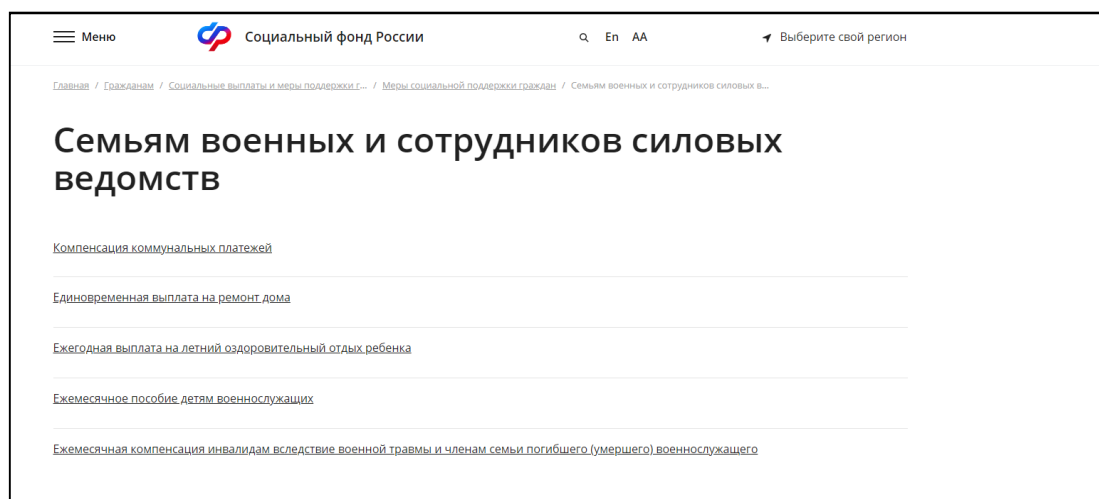 Меню
Социальный фонд России
En АА
Выберите свой регион
Главная / Гражданам / Социальные выплаты и меры поддержки г... / Меры социальной поддержки граждан / Семьям военных и сотрудников силовых в...
Семьям военных и сотрудников силовых
ведомств
Компенсация коммунальных платежей
Единовременная выплата на ремонт дома
Ежегодная выплата на летний оздоровительный отдых ребенка
Ежемесячное пособие детям военнослужащих
Ежемесячная компенсация инвалидам вследствие военной травмы и членам семьи погибшего (умершего) военнослужащего